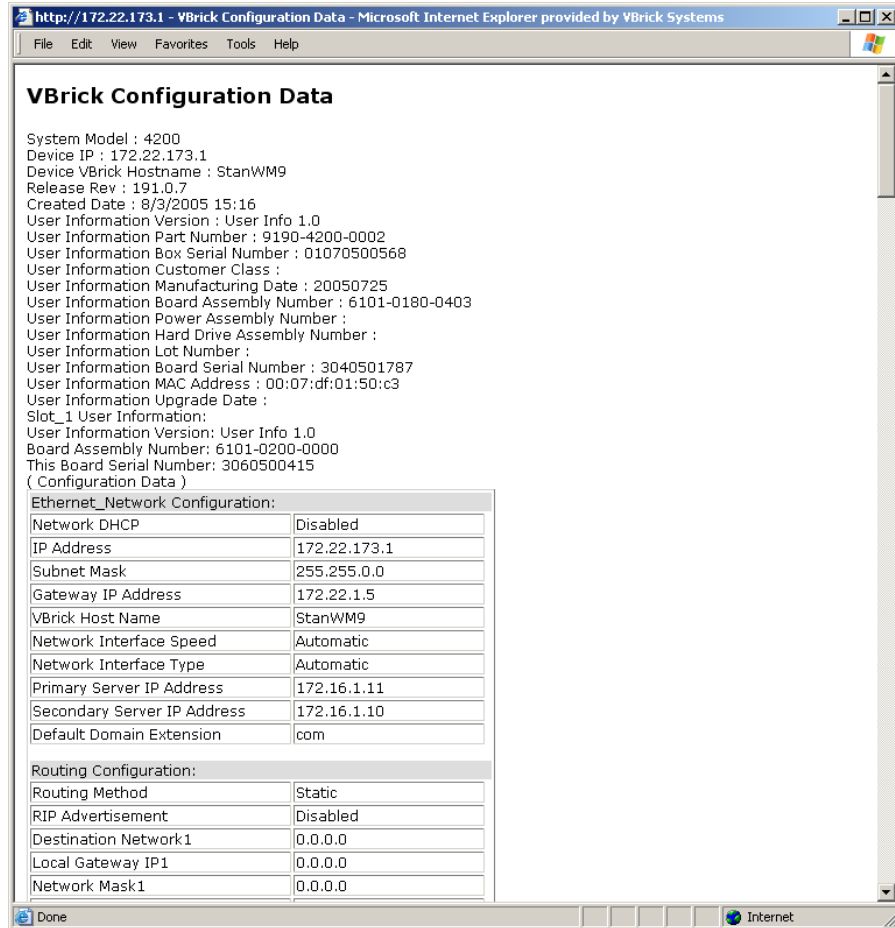 http://172.22.173.1 - VBrick Configuration Data - Microsoft Internet Explorer provided by VBrick Systems
File Edit View Favorites Tools Help
VBrick Configuration Data
System Model : 4200
Device IP : 172.22.173.1
Device VBrick Hostname : StanWM9
Release Rev : 191.0.7
Created Date : 8/3/2005 15:16
User Information Version : User Info 1.0
User Information Part Number : 9190-4200-0002
User Information Box Serial Number : 01070500568
User Information Customer Class :
User Information Manufacturing Date : 20050725
User Information Board Assembly Number : 6101-0180-0403
User Information Power Assembly Number :
User Information Hard Drive Assembly Number :
User Information Lot Number :
User Information Board Serial Number : 3040501787
User Information MAC Address : 00:07:df:01:50:c3
User Information Upgrade Date :
Slot_1 User Information:
User Information Version: User Info 1.0
Board Assembly Number: 6101-0200-0000
This Board Serial Number: 3060500415
( Configuration Data )
Ethernet_Network Configuration:
Network DHCP Disabled
IP Address 172.22.173.1
Subnet Mask 255.255.0.0
Gateway IP Address 172.22.1.5
VBrick Host Name StanWM9
Network Interface Speed Automatic
Network Interface Type Automatic
Primary Server IP Address 172.16.1.11
Secondary Server IP Address 172.16.1.10
Default Domain Extension com
Routing Configuration:
Routing Method Static
RIP Advertisement Disabled
Destination Network1 0.0.0.0
Local Gateway IP1 0.0.0.0
Network Mask1 0.0.0.0
Done Internet